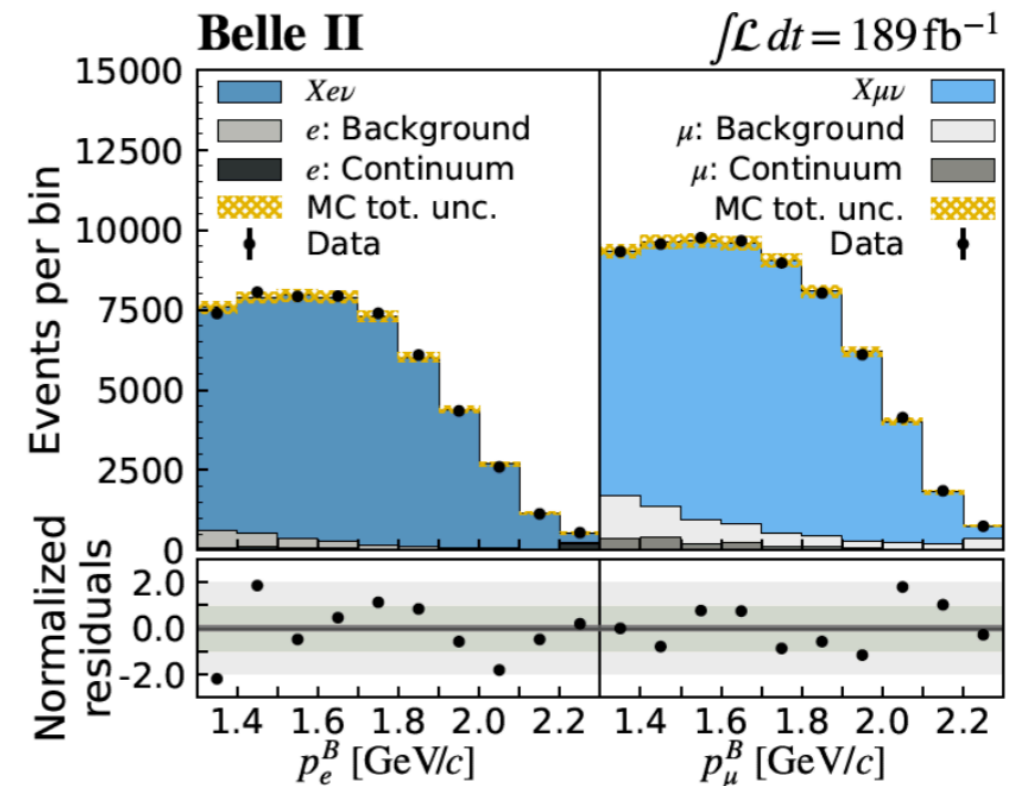 Belle II
∫ℒ dt = 189 fb⁻¹
15000
12500
10000
7500
5000
2500
0
Events per bin
Xeν
e: Background
e: Continuum
MC tot. unc.
Data
Xμν
μ: Background
μ: Continuum
MC tot. unc.
Data
Normalized
residuals
2.0
0.0
-2.0
1.4 1.6 1.8 2.0 2.2 1.4 1.6 1.8 2.0 2.2
p_e^B [GeV/c]
p_μ^B [GeV/c]